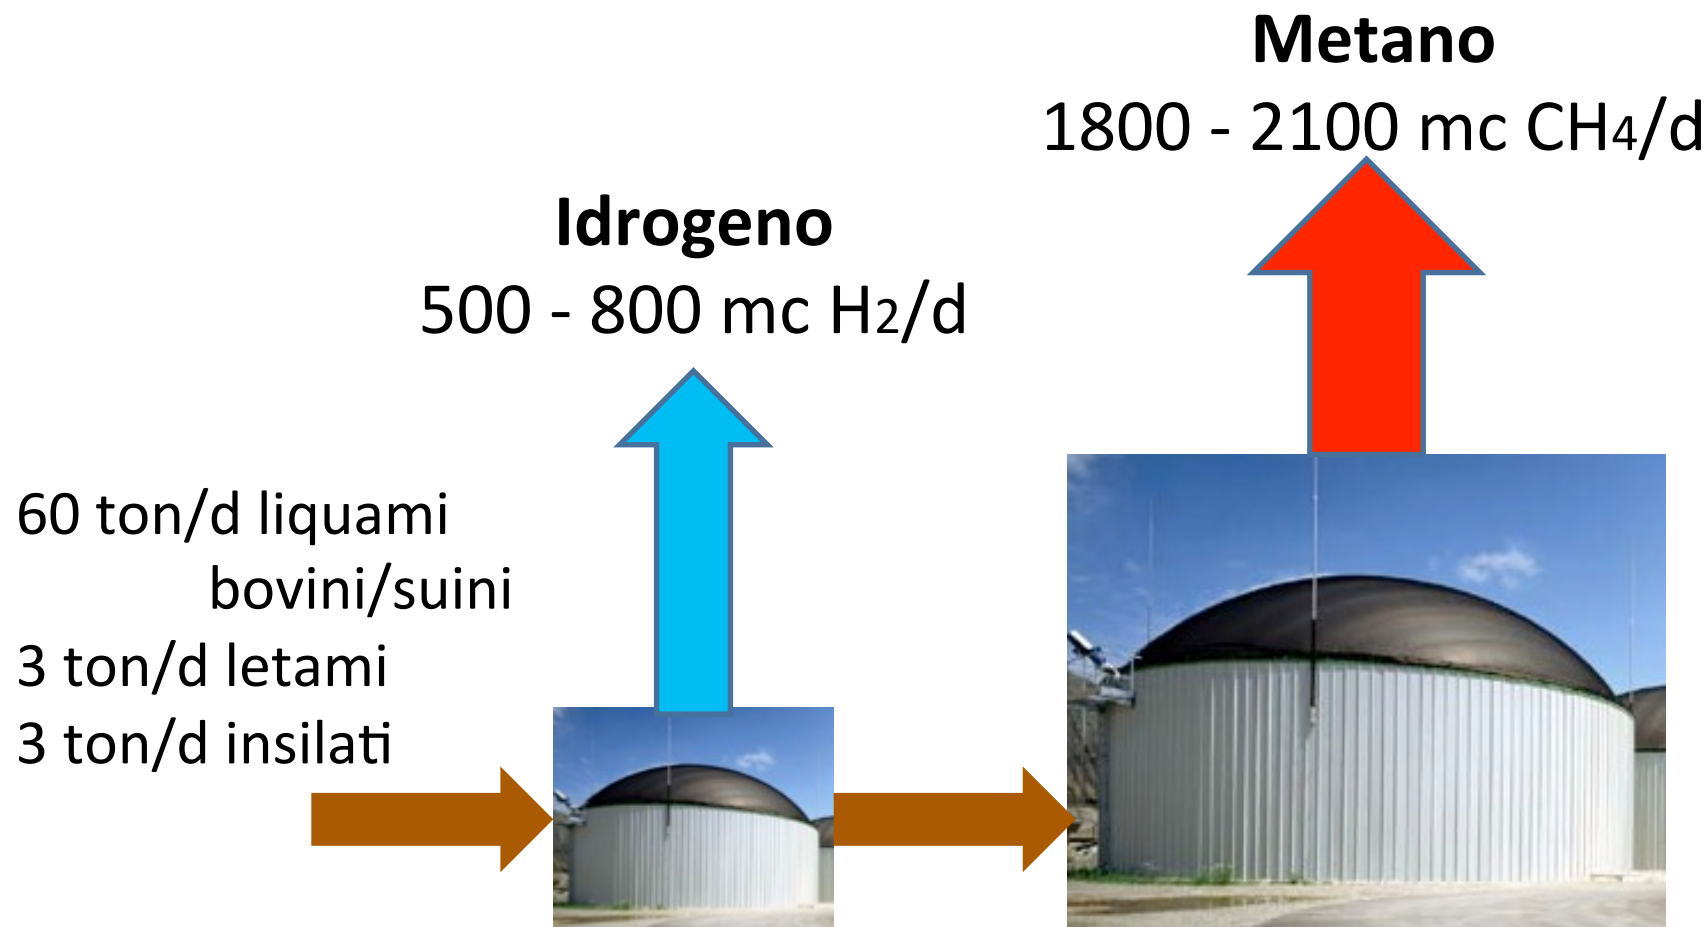 Metano
1800 - 2100 mc CH4/d
Idrogeno
500 - 800 mc H2/d
60 ton/d liquami
bovini/suini
3 ton/d letami
3 ton/d insilati